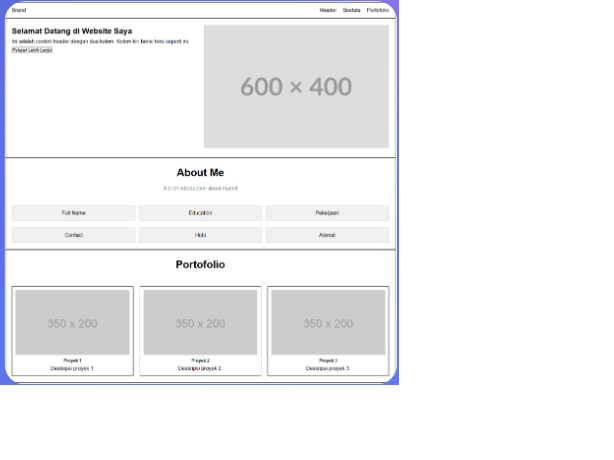 Brand
Header Biodata Portofolio
Selamat Datang di Website Saya
Ini adalah contoh header dengan dua kolom. Kolom kiri berisi teks seperti ini.
Pelajari Lebih Lanjut
600 × 400
About Me
A brief introduction about myself
Full Name Education Pekerjaan
Contact Hobi Alamat
Portofolio
350 x 200 350 x 200 350 x 200
Proyek 1 Proyek 2 Proyek 3
Deskripsi proyek 1. Deskripsi proyek 2. Deskripsi proyek 3.